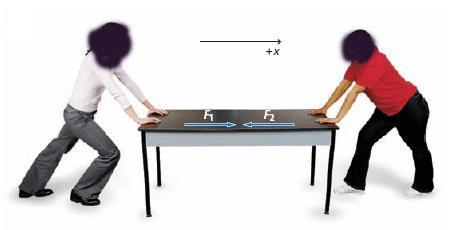 +x
F₁ F₂